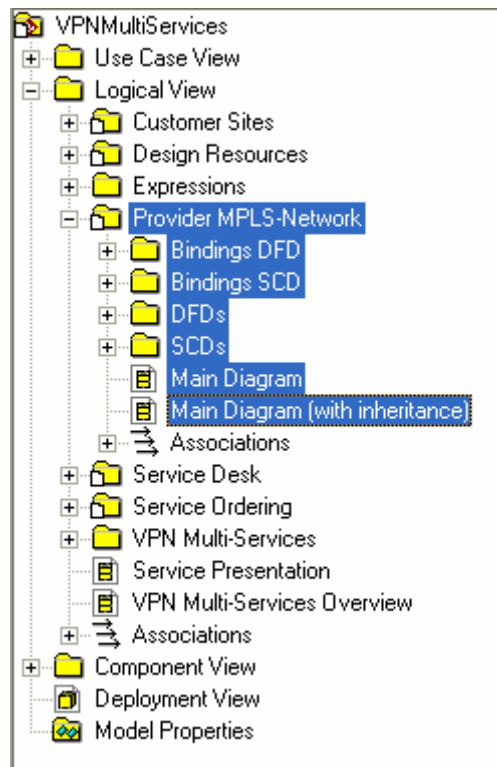 VPNMultiServices
Use Case View
Logical View
Customer Sites
Design Resources
Expressions
Provider MPLS-Network
Bindings DFD
Bindings SCD
DFDs
SCDs
Main Diagram
Main Diagram (with inheritance)
Associations
Service Desk
Service Ordering
VPN Multi-Services
Service Presentation
VPN Multi-Services Overview
Associations
Component View
Deployment View
Model Properties